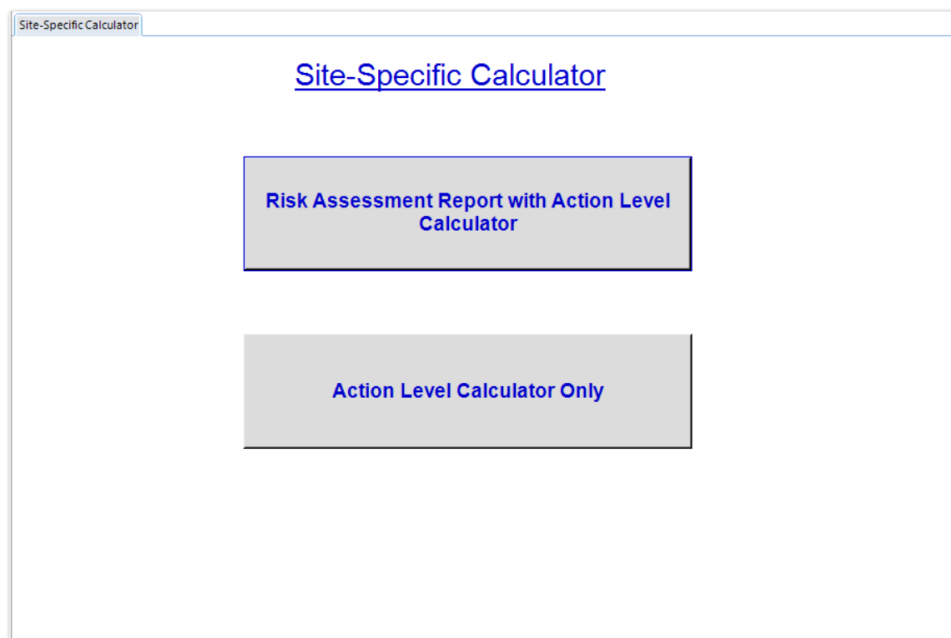 Site-Specific Calculator
Site-Specific Calculator
Risk Assessment Report with Action Level
Calculator
Action Level Calculator Only